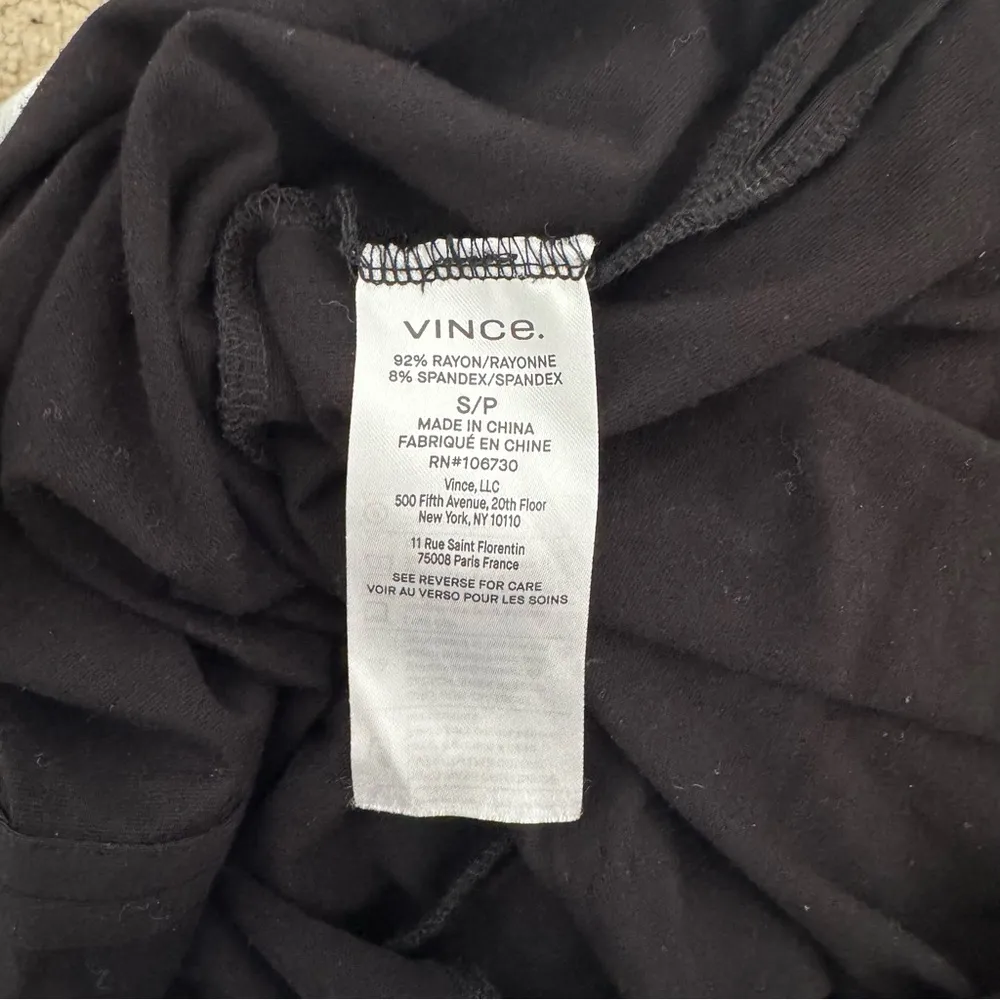 VINCe.
92% RAYON/RAYONNE
8% SPANDEX/SPANDEX
S/P
MADE IN CHINA
FABRIQUÉ EN CHINE
RN#106730
Vince, LLC
500 Fifth Avenue, 20th Floor
New York, NY 10110
11 Rue Saint Florentin
75008 Paris France
SEE REVERSE FOR CARE
VOIR AU VERSO POUR LES SOINS